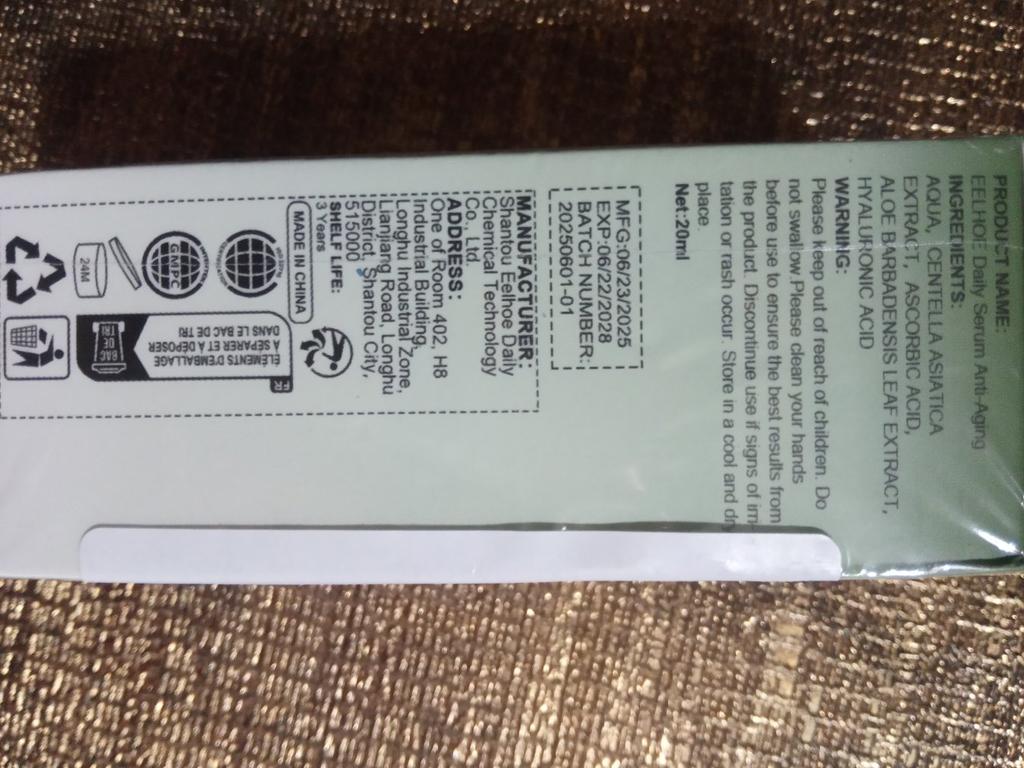 PRODUCT NAME:
EELHOE Daily Serum Anti-Aging
INGREDIENTS:
AQUA, CENTELLA ASIATICA
EXTRACT, ASCORBIC ACID,
ALOE BARBADENSIS LEAF EXTRACT,
HYALURONIC ACID
WARNING:
Please keep out of reach of children. Do
not swallow.Please clean your hands
before use to ensure the best results from
the product. Discontinue use if signs of irri-
tation or rash occur. Store in a cool and dry
place.
Net:20ml
MFG:06/23/2025
EXP:06/22/2028
BATCH NUMBER:
20250601-01
MANUFACTURER:
Shantou Eelhoe Daily
Chemical Technology
Co., Ltd.
ADDRESS:
One of Room 402, H8
Industrial Building,
Longhu Industrial Zone,
Lianjiang Road, Longhu
District, Shantou City,
515000
SHELF LIFE:
3 Years
MADE IN CHINA
GMPC
24M
FR
ÉLÉMENTS D'EMBALLAGE
À SÉPARER ET À DÉPOSER
DANS LE BAC DE TRI
BAC
DE
TRI